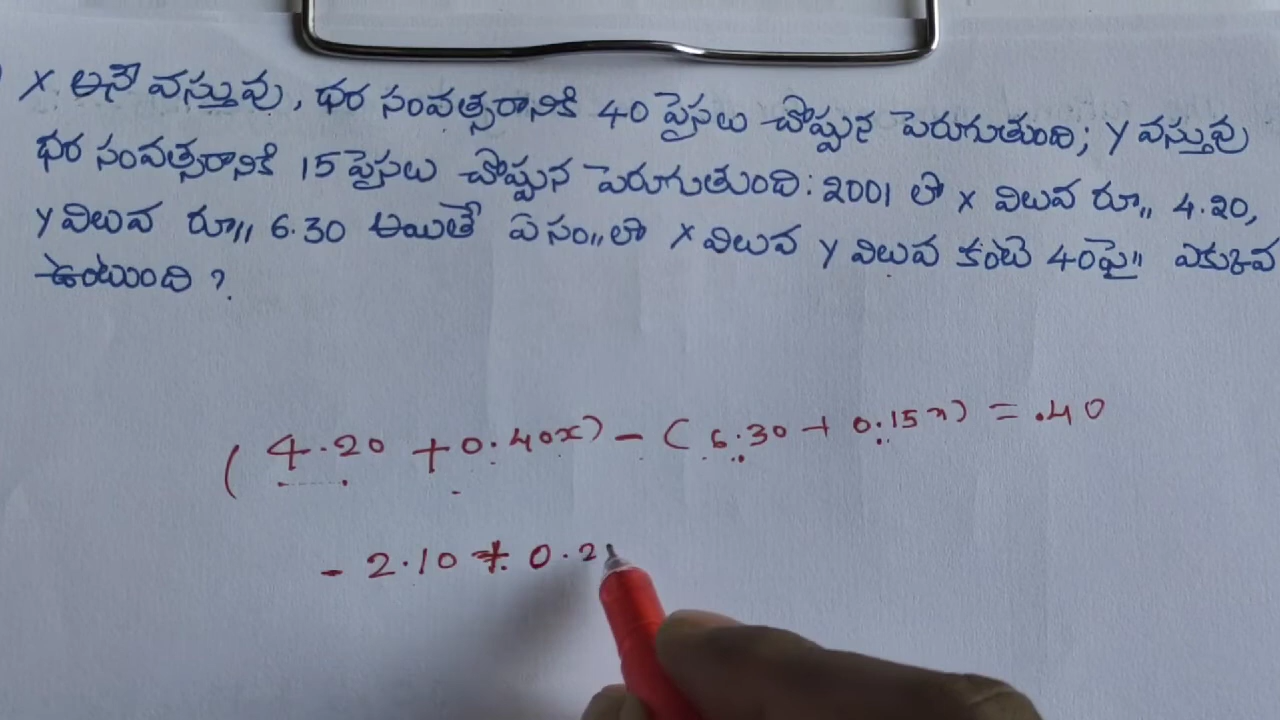 X అనే వస్తువు, ధర సంవత్సరానికి 40 పైసలు చొప్పున పెరుగుతుంది; Y వస్తువు
ధర సంవత్సరానికి 15 పైసలు చొప్పున పెరుగుతుంది: 2001 లో X విలువ రూ,, 4.20,
Y విలువ రూ,, 6.30 అయితే ఏ సం,,లో X విలువ Y విలువ కంటె 40పై,, ఎక్కువ
ఉంటుంది ?
( 4.20 + 0.40x) - ( 6.30 + 0.15x) = .40
- 2.10 + 0.2